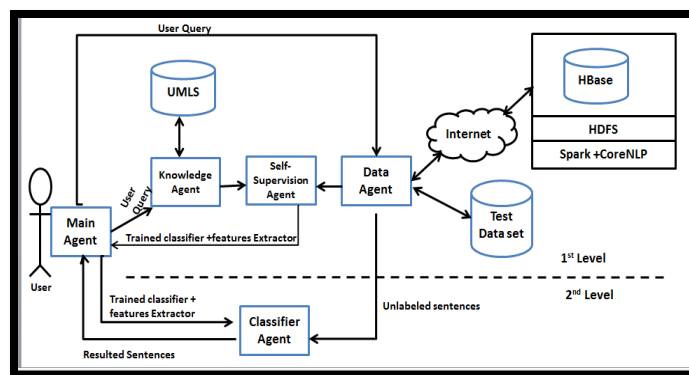 User Query
HBase
UMLS
Internet
HDFS
Spark +CoreNLP
Knowledge
Agent
Self-
Supervision
Agent
Data
Agent
User
Query
Main
Agent
Test
Data set
Trained classifier +features Extractor
1st Level
User
2nd Level
Trained classifier +
features Extractor
Unlabeled sentences
Classifier
Agent
Resulted Sentences